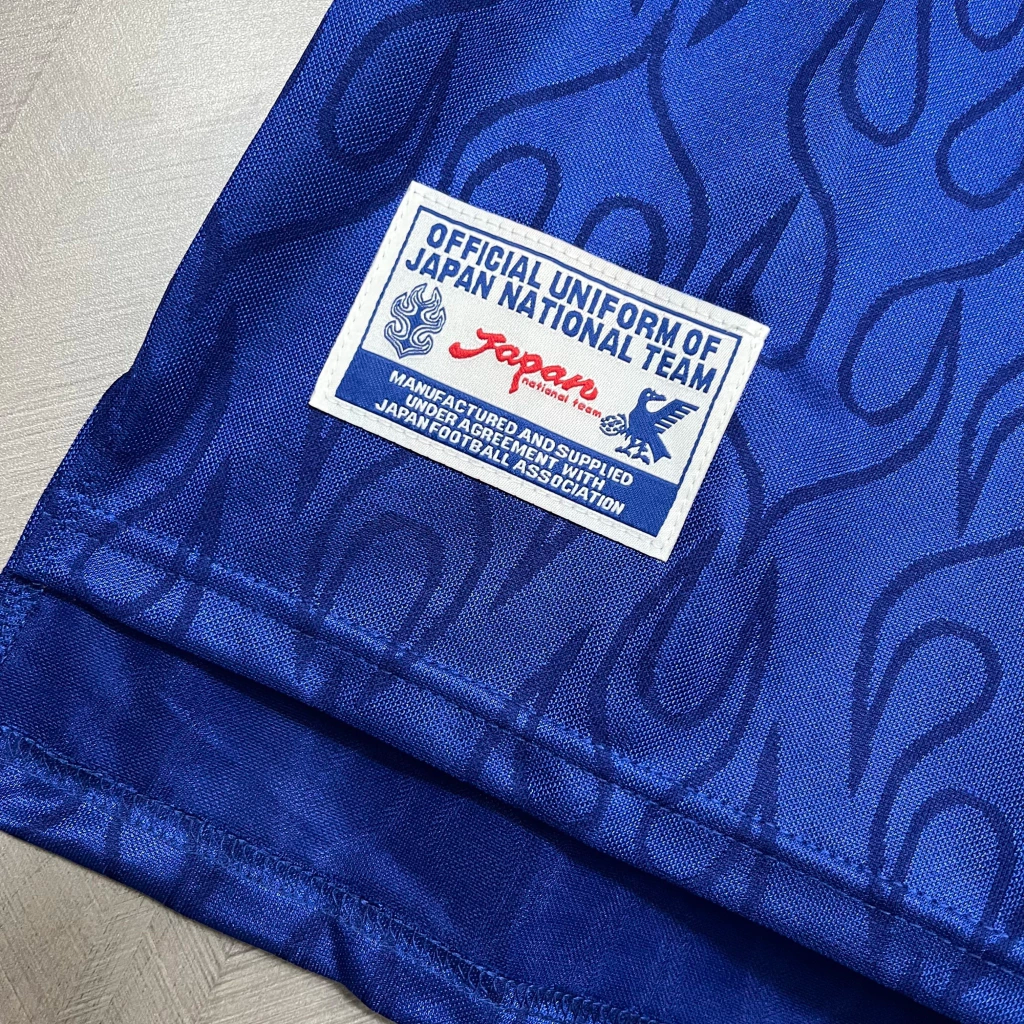 OFFICIAL UNIFORM OF
JAPAN NATIONAL TEAM
Japan
national team
MANUFACTURED AND SUPPLIED
UNDER AGREEMENT WITH
JAPAN FOOTBALL ASSOCIATION